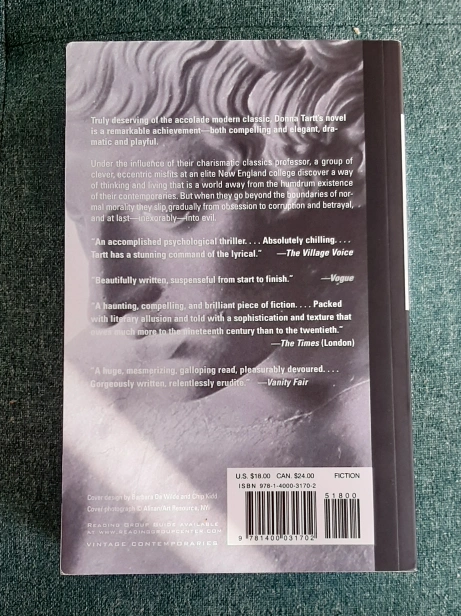 Truly deserving of the accolade modern classic, Donna Tartt's novel
is a remarkable achievement—both compelling and elegant, dra-
matic and playful.
Under the influence of their charismatic classics professor, a group of
clever, eccentric misfits at an elite New England college discover a way
of thinking and living that is a world away from the humdrum existence
of their contemporaries. But when they go beyond the boundaries of nor-
mal morality they slip gradually from obsession to corruption and betrayal,
and at last—inexorably—into evil.
"An accomplished psychological thriller. . . . Absolutely chilling. . . .
Tartt has a stunning command of the lyrical." —The Village Voice
"Beautifully written, suspenseful from start to finish." —Vogue
"A haunting, compelling, and brilliant piece of fiction. . . . Packed
with literary allusion and told with a sophistication and texture that
owes much more to the nineteenth century than to the twentieth."
—The Times (London)
"A huge, mesmerizing, galloping read, pleasurably devoured. . . .
Gorgeously written, relentlessly erudite." —Vanity Fair
Cover design by Barbara De Wilde and Chip Kidd
Cover photograph © Alinari/Art Resource, NY
READING GROUP GUIDE AVAILABLE
AT WWW.READINGGROUPCENTER.COM
VINTAGE CONTEMPORARIES
U.S. $18.00 CAN. $24.00 FICTION
ISBN 978-1-4000-3170-2
51800
9 781400 031702